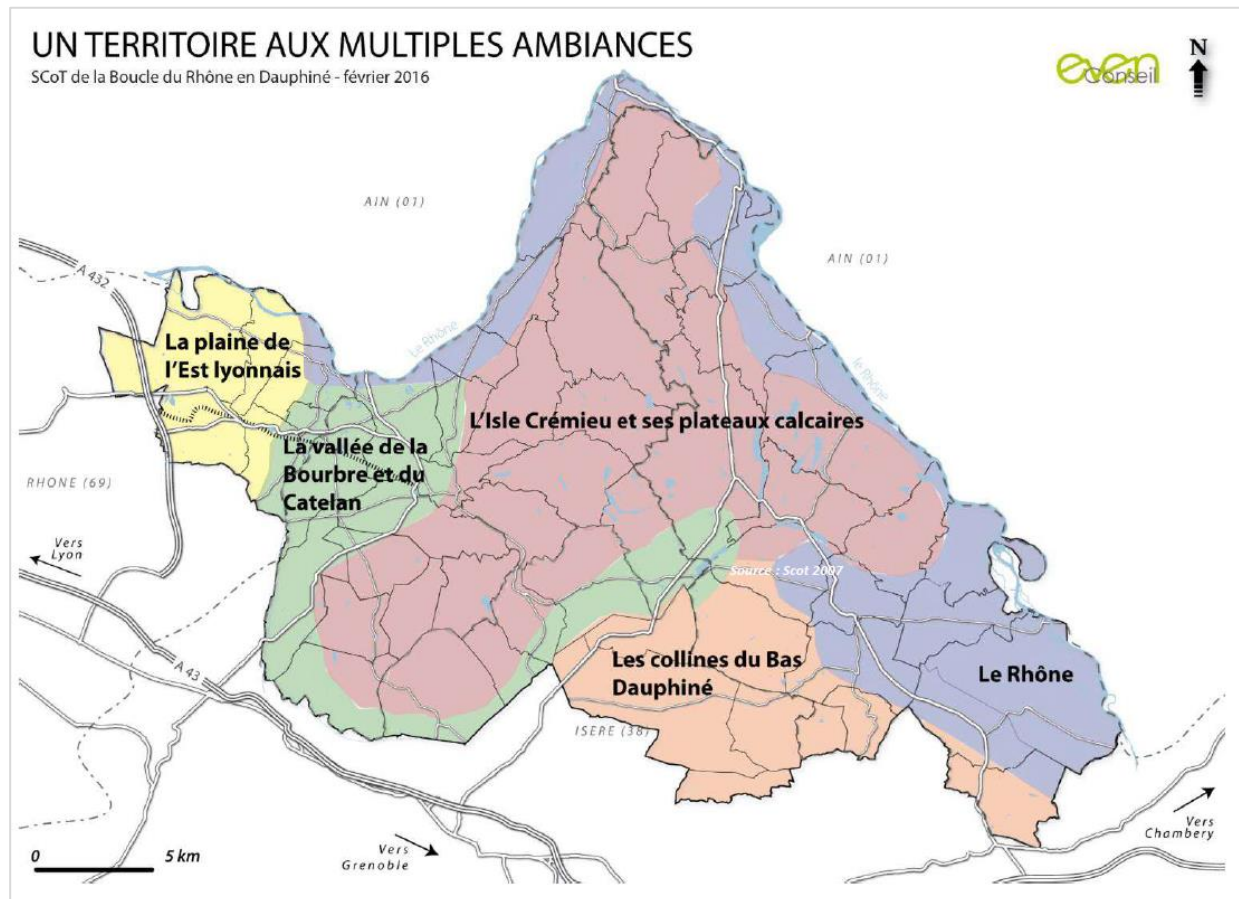 UN TERRITOIRE AUX MULTIPLES AMBIANCES
SCoT de la Boucle du Rhône en Dauphiné - février 2016
even
Conseil
N
AIN (01)
AIN (01)
A 432
Le Rhône
le Rhône
La plaine de
l'Est lyonnais
L'Isle Crémieu et ses plateaux calcaires
La vallée de la
Bourbre et du
Catelan
RHONE (69)
Vers
Lyon
Source : Scot 2007
A 43
Les collines du Bas
Dauphiné
Le Rhône
ISERE (38)
Vers
Chambery
0 5 km
Vers
Grenoble